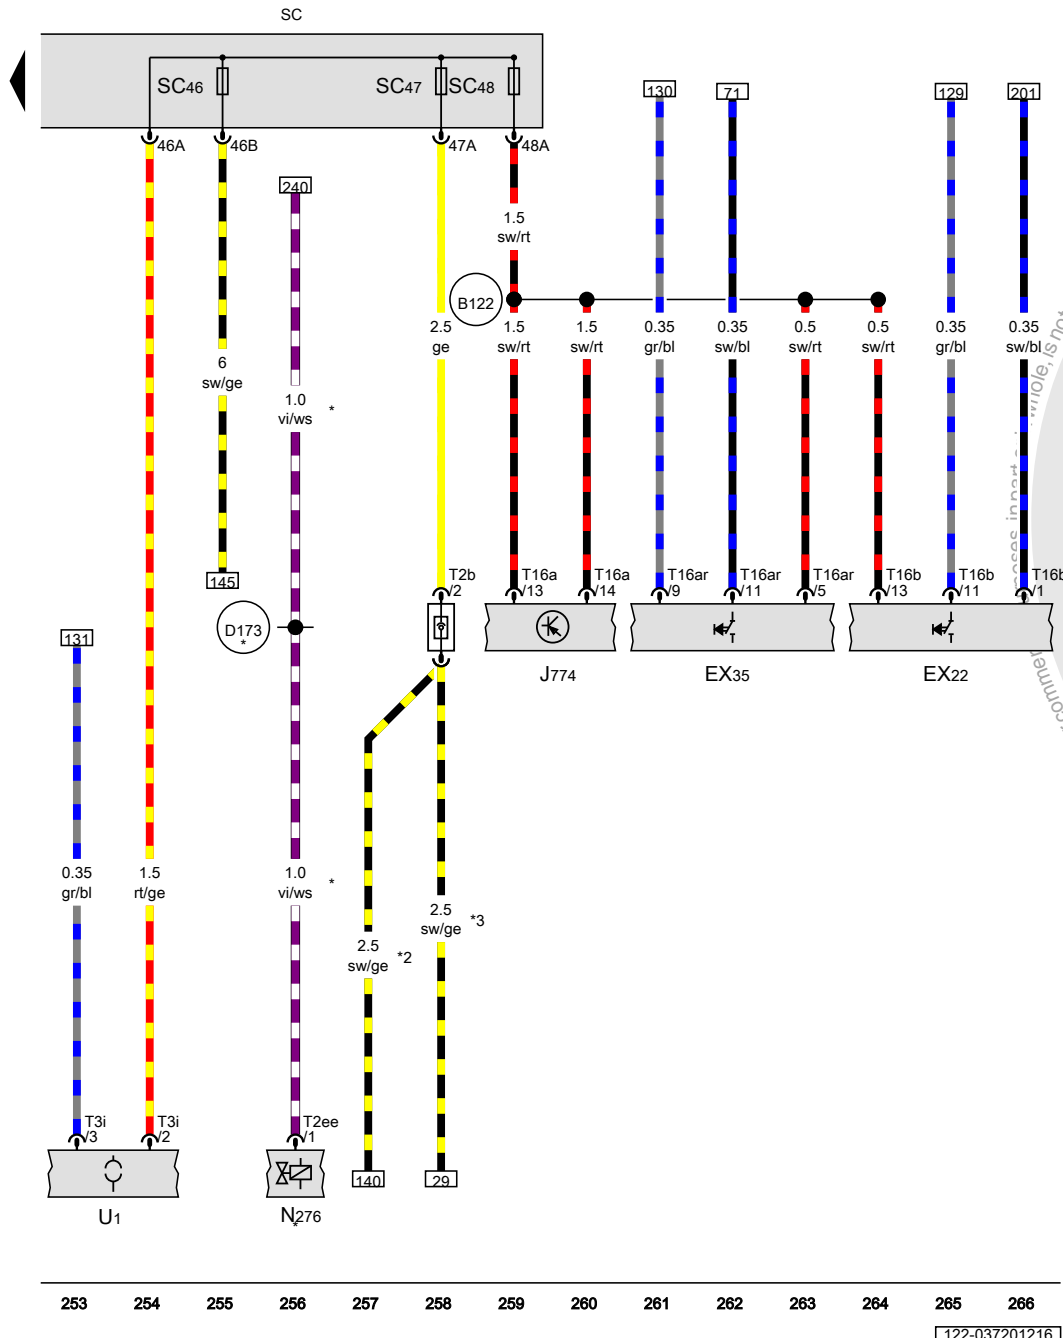 SC
SC46
SC47
SC48
46A
46B
47A
48A
130
71
129
201
240
1.5
sw/rt
B122
2.5
ge
1.5
sw/rt
1.5
sw/rt
0.35
gr/bl
0.35
sw/bl
0.5
sw/rt
0.5
sw/rt
0.35
gr/bl
0.35
sw/bl
6
sw/ge
1.0
vi/ws
*
145
T2b
/2
T16a
/13
T16a
/14
T16ar
/9
T16ar
/11
T16ar
/5
T16b
/13
T16b
/11
T16b
/1
D173
*
131
J774
EX35
EX22
0.35
gr/bl
1.5
rt/ge
1.0
vi/ws
*
2.5
sw/ge
*3
2.5
sw/ge
*2
T3i
/3
T3i
/2
T2ee
/1
140
29
U1
N276
*
253 254 255 256 257 258 259 260 261 262 263 264 265 266
122-037201216
whole, is not